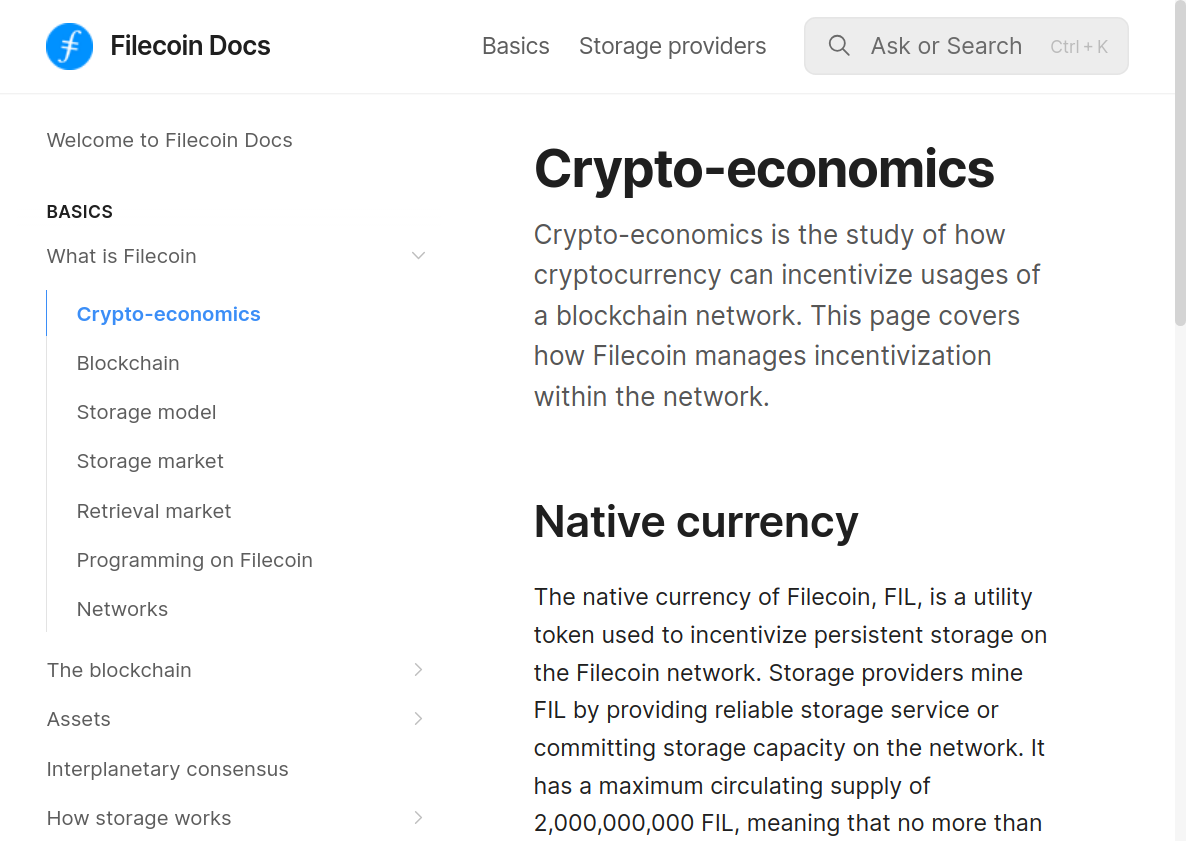 Filecoin Docs
Basics
Storage providers
Ask or Search
Ctrl + K
Welcome to Filecoin Docs
BASICS
What is Filecoin
Crypto-economics
Blockchain
Storage model
Storage market
Retrieval market
Programming on Filecoin
Networks
The blockchain
Assets
Interplanetary consensus
How storage works
Crypto-economics
Crypto-economics is the study of how
cryptocurrency can incentivize usages of
a blockchain network. This page covers
how Filecoin manages incentivization
within the network.
Native currency
The native currency of Filecoin, FIL, is a utility
token used to incentivize persistent storage on
the Filecoin network. Storage providers mine
FIL by providing reliable storage service or
committing storage capacity on the network. It
has a maximum circulating supply of
2,000,000,000 FIL, meaning that no more than